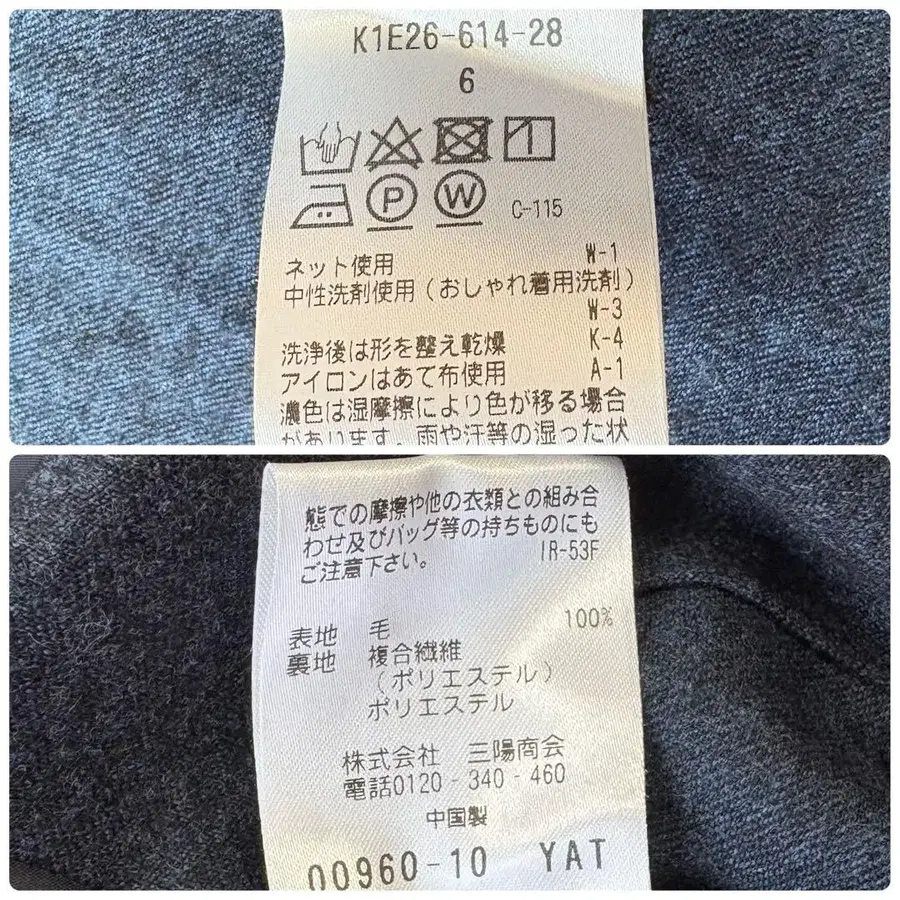 K1E26-614-28
6
P W C-115
ネット使用 W-1
中性洗剤使用(おしゃれ着用洗剤)
W-3
洗浄後は形を整え乾燥 K-4
アイロンはあて布使用 A-1
濃色は湿摩擦により色が移る場合
があります。雨や汗等の湿った状
態での摩擦や他の衣類との組み合
わせ及びバッグ等の持ちものにも
ご注意下さい。 IR-53F
表地 毛 100%
裏地 複合繊維
(ポリエステル)
ポリエステル
株式会社 三陽商会
電話0120-340-460
中国製
00960-10 YAT